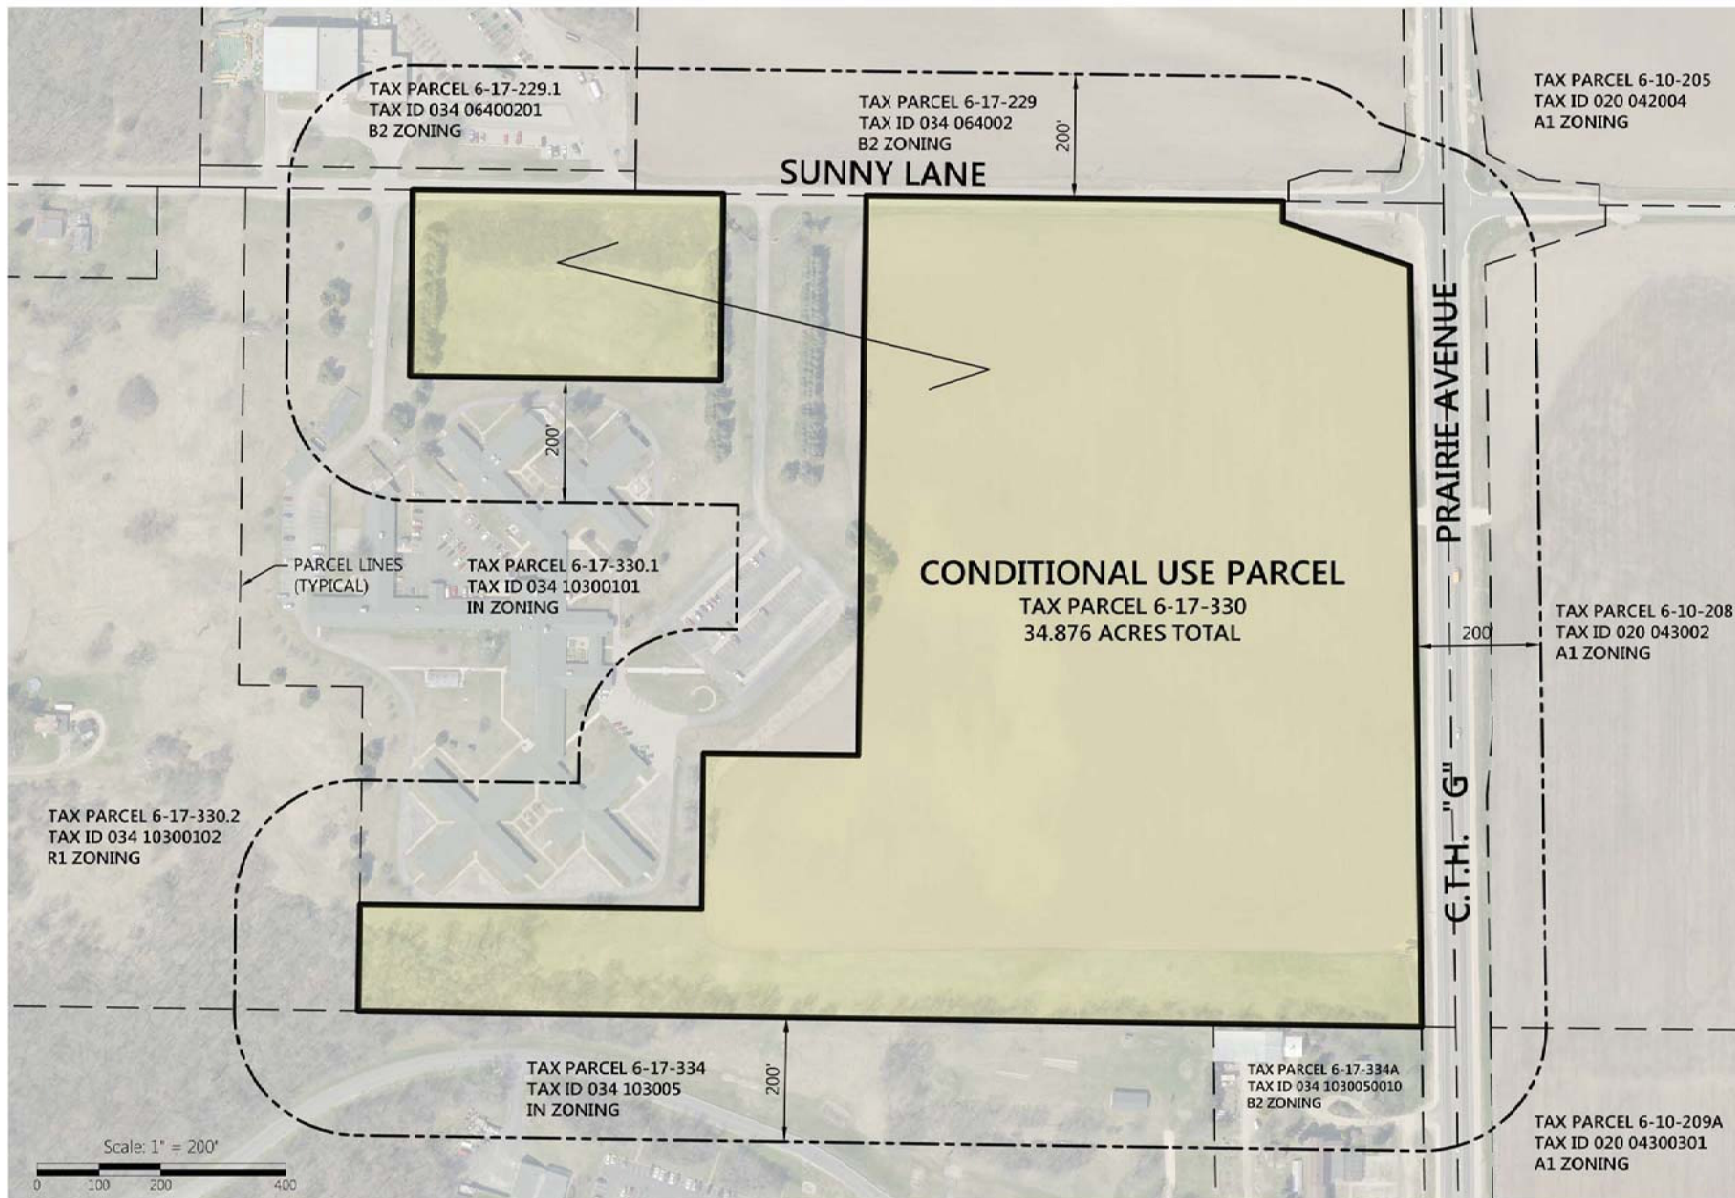 TAX PARCEL 6-17-229.1
TAX ID 034 06400201
B2 ZONING
TAX PARCEL 6-17-229
TAX ID 034 064002
B2 ZONING
200'
TAX PARCEL 6-10-205
TAX ID 020 042004
A1 ZONING
SUNNY LANE
PRAIRIE AVENUE
200'
PARCEL LINES
(TYPICAL)
TAX PARCEL 6-17-330.1
TAX ID 034 10300101
IN ZONING
CONDITIONAL USE PARCEL
TAX PARCEL 6-17-330
34.876 ACRES TOTAL
200
TAX PARCEL 6-10-208
TAX ID 020 043002
A1 ZONING
C.T.H. "G"
TAX PARCEL 6-17-330.2
TAX ID 034 10300102
R1 ZONING
TAX PARCEL 6-17-334
TAX ID 034 103005
IN ZONING
200'
TAX PARCEL 6-17-334A
TAX ID 034 1030050010
B2 ZONING
TAX PARCEL 6-10-209A
TAX ID 020 04300301
A1 ZONING
Scale: 1" = 200'
0 100 200 400